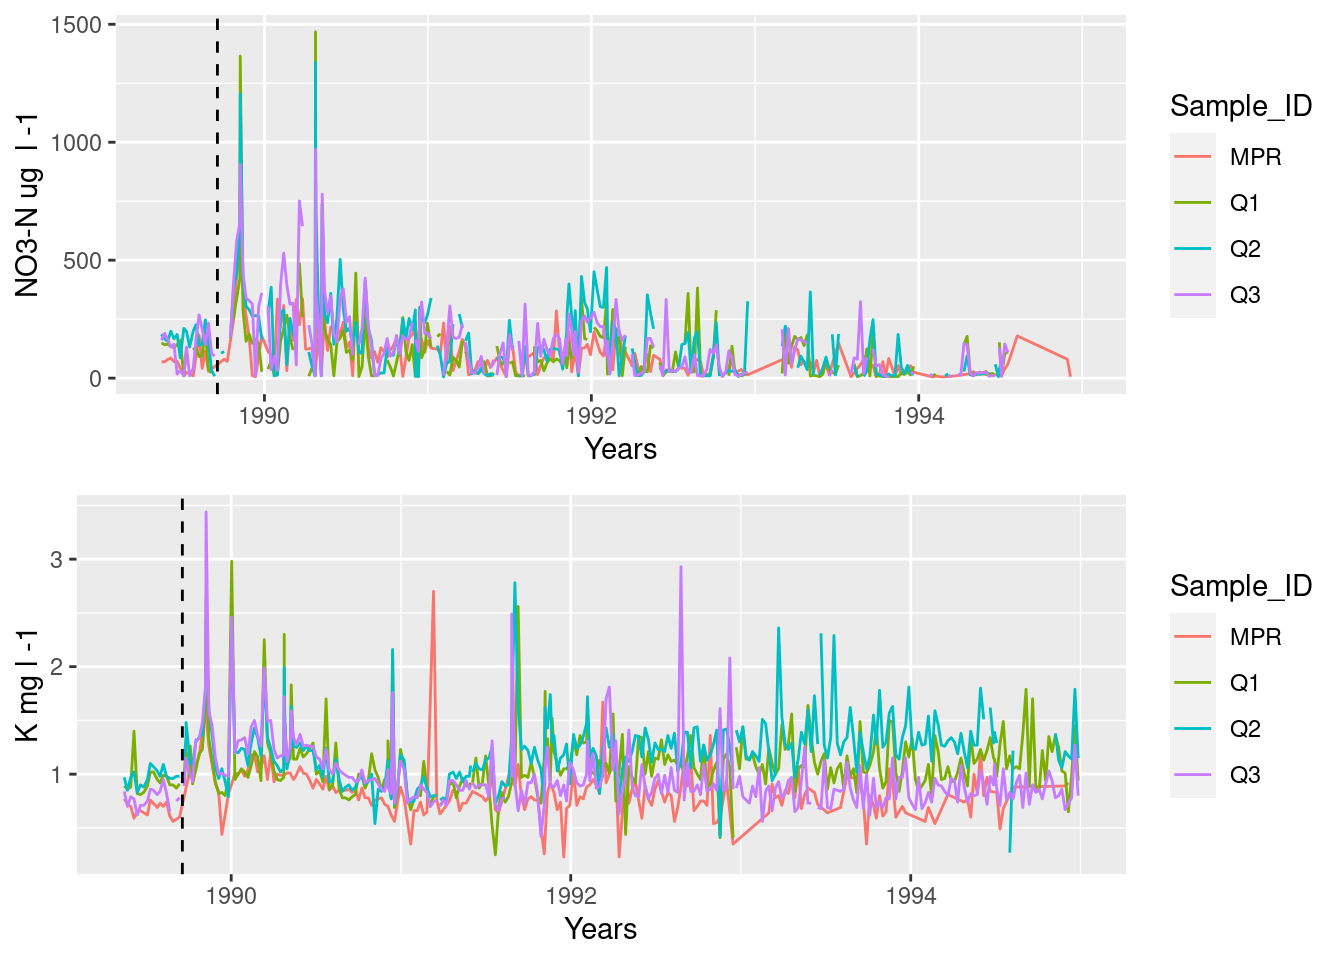 1500
1000
500
0
NO3-N ug l -1
1990
1992
1994
Years
Sample_ID
MPR
Q1
Q2
Q3
3
2
1
K mg l -1
1990
1992
1994
Years
Sample_ID
MPR
Q1
Q2
Q3